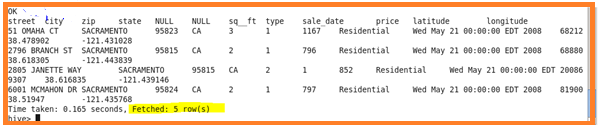 OK
street city zip state NULL NULL sq__ft type sale_date price latitude longitude
51 OMAHA CT SACRAMENTO 95823 CA 3 1 1167 Residential Wed May 21 00:00:00 EDT 2008 68212
38.478902 -121.431028
2796 BRANCH ST SACRAMENTO 95815 CA 2 1 796 Residential Wed May 21 00:00:00 EDT 2008 68880
38.618305 -121.443839
2805 JANETTE WAY SACRAMENTO 95815 CA 2 1 852 Residential Wed May 21 00:00:00 EDT 20086
9307 38.616835 -121.439146
6001 MCMAHON DR SACRAMENTO 95824 CA 2 1 797 Residential Wed May 21 00:00:00 EDT 2008 81900
38.51947 -121.435768
Time taken: 0.165 seconds, Fetched: 5 row(s)
hive>